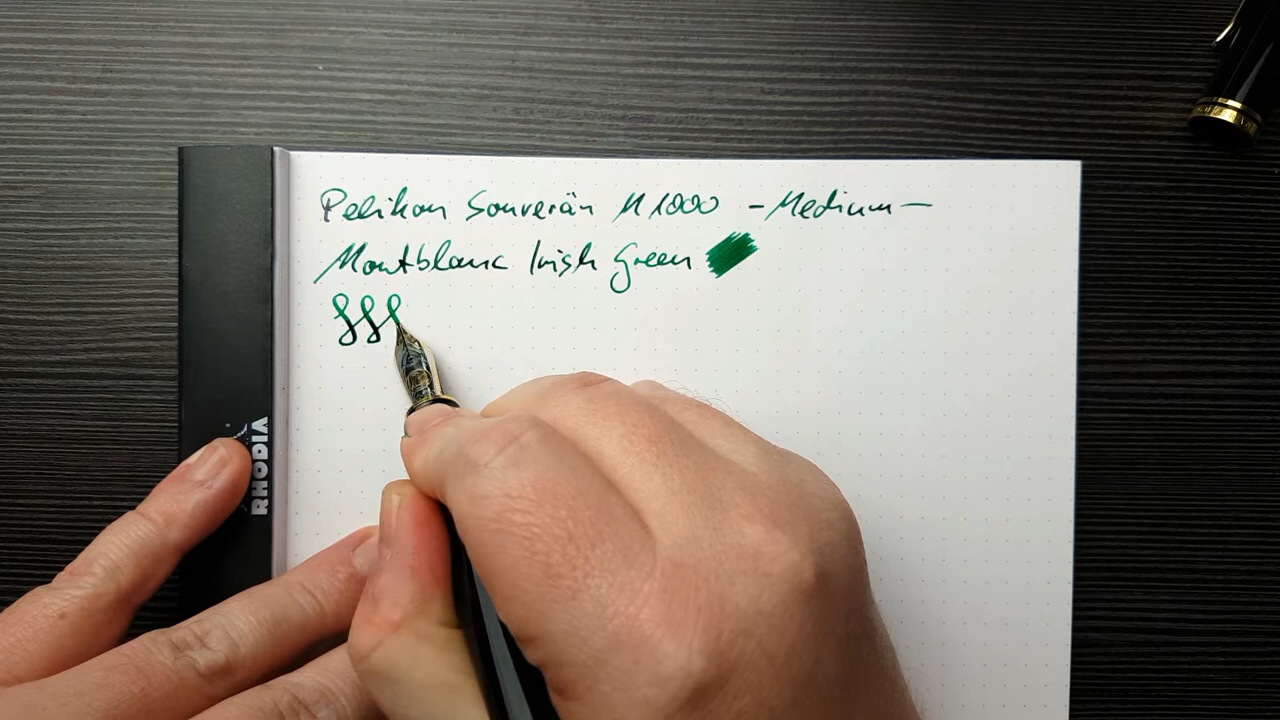 Pelikan Souverän M1000 - Medium -
Montblanc Irish Green
RHODIA